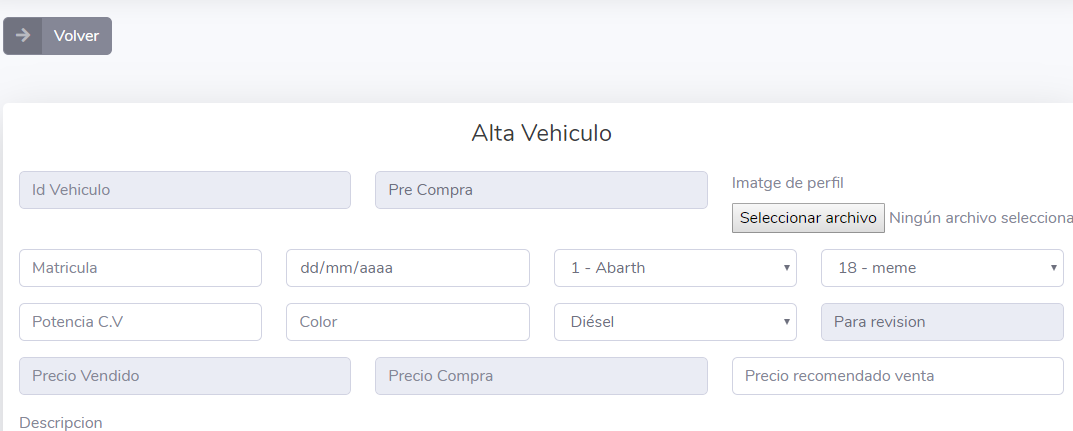 Volver
Alta Vehiculo
Id Vehiculo Pre Compra Imatge de perfil
Seleccionar archivo Ningún archivo selecciona
Matricula dd/mm/aaaa 1 - Abarth 18 - meme
Potencia C.V Color Diésel Para revision
Precio Vendido Precio Compra Precio recomendado venta
Descripcion